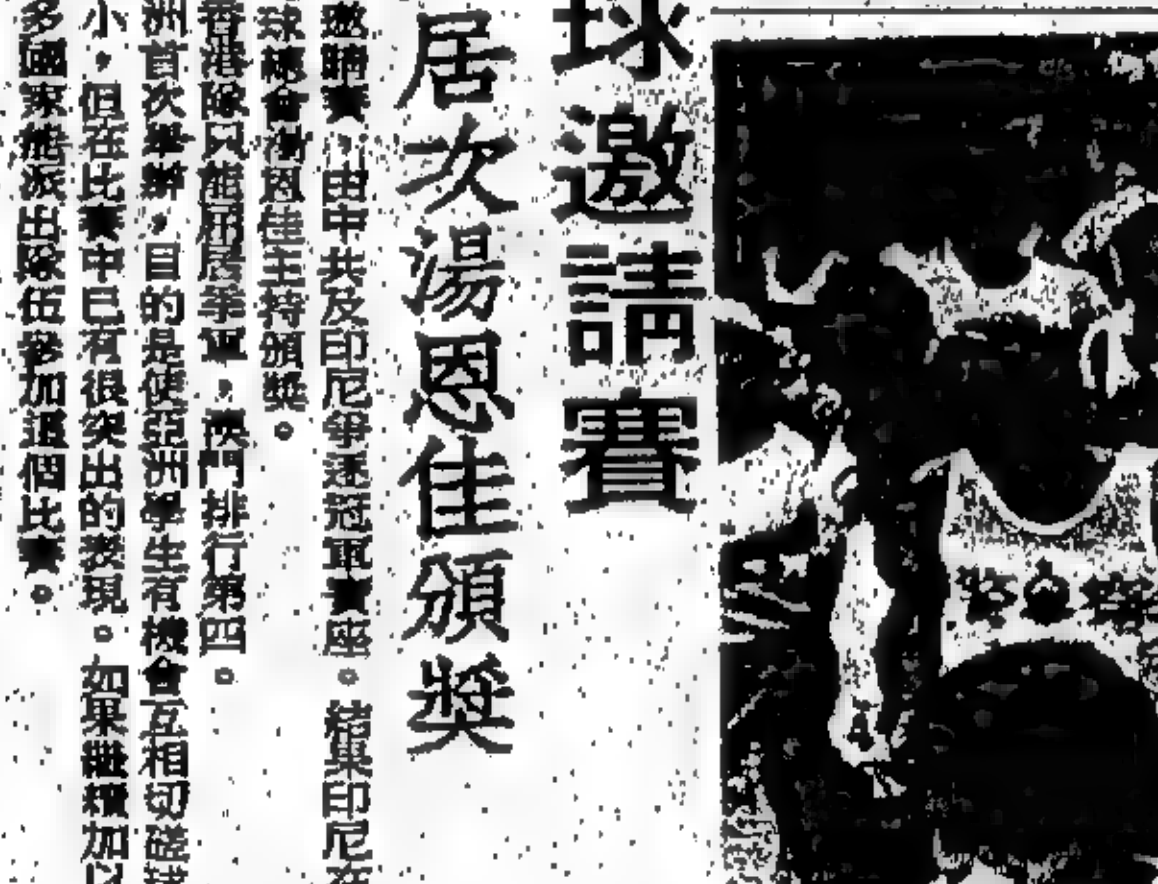 球邀請賽
居次湯恩佳頒獎
邀請賽,由中共及印尼爭逐冠軍寶座。結果印尼在
球總會湯恩佳主持頒獎。
香港隊只能屈居季軍,澳門排行第四。
洲首次舉辦,目的是使亞洲學生有機會互相切磋球
小,但在比賽中已有很突出的表現。如果繼續加以
多國家能派出隊伍參加這個比賽。